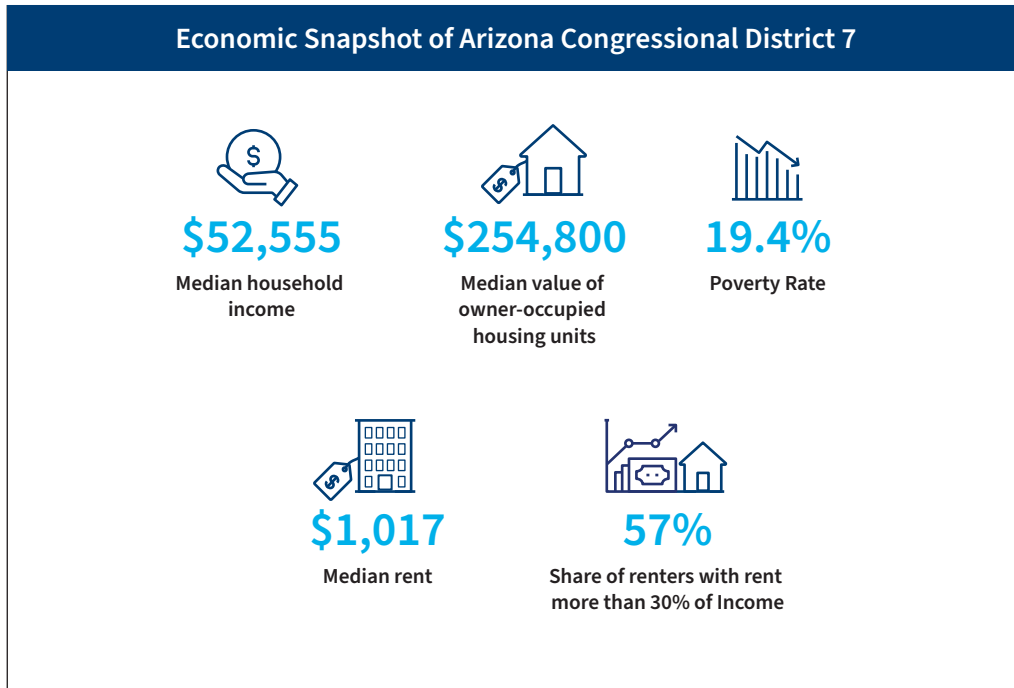 Economic Snapshot of Arizona Congressional District 7
$
$
$52,555
$254,800
19.4%
Median household
income
Median value of
owner-occupied
housing units
Poverty Rate
$
$1,017
57%
Median rent
Share of renters with rent
more than 30% of Income